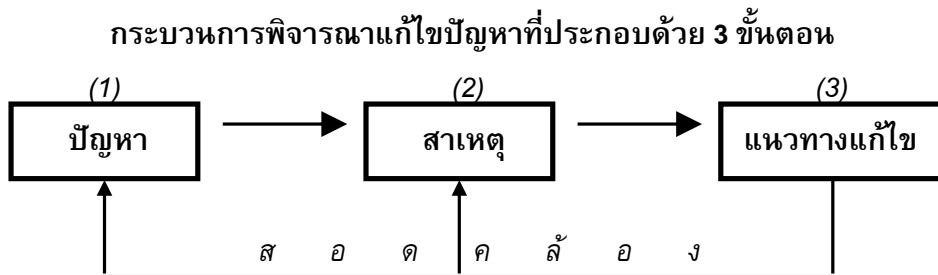 กระบวนการพิจารณาแก้ไขปัญหาที่ประกอบด้วย 3 ขั้นตอน
(1) (2) (3)
ปัญหา สาเหตุ แนวทางแก้ไข
ส อ ด ค ล้ อ ง